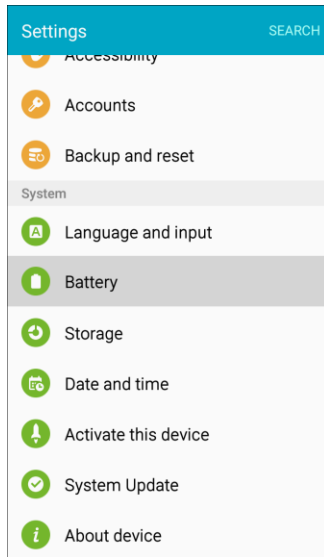 Settings
SEARCH
Accessibility
Accounts
Backup and reset
System
Language and input
A
Battery
Storage
Date and time
Activate this device
System Update
i
About device